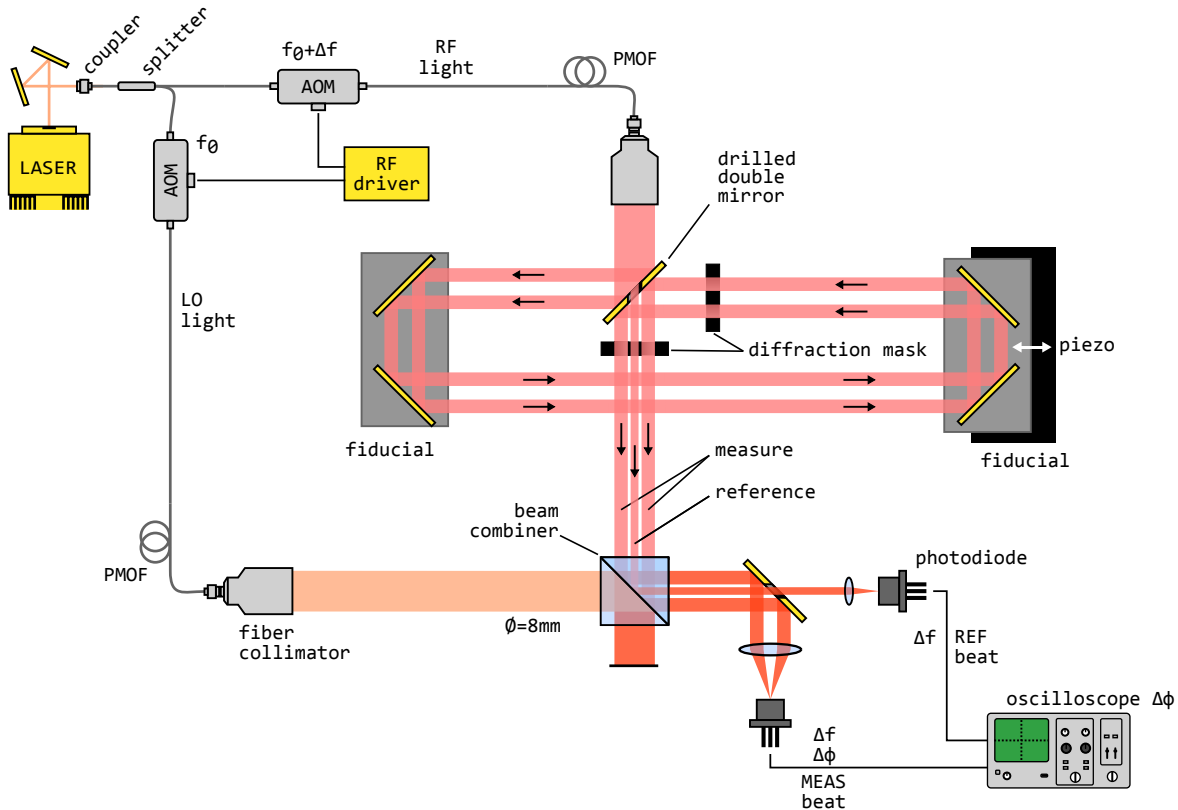 coupler
splitter
f0+Δf
AOM
RF
light
PMOF
LASER
AOM
f0
RF
driver
drilled
double
mirror
LO
light
diffraction mask
piezo
fiducial
fiducial
measure
reference
beam
combiner
PMOF
photodiode
Ø=8mm
fiber
collimator
Δf
REF
beat
oscilloscope Δϕ
Δf
Δϕ
MEAS
beat